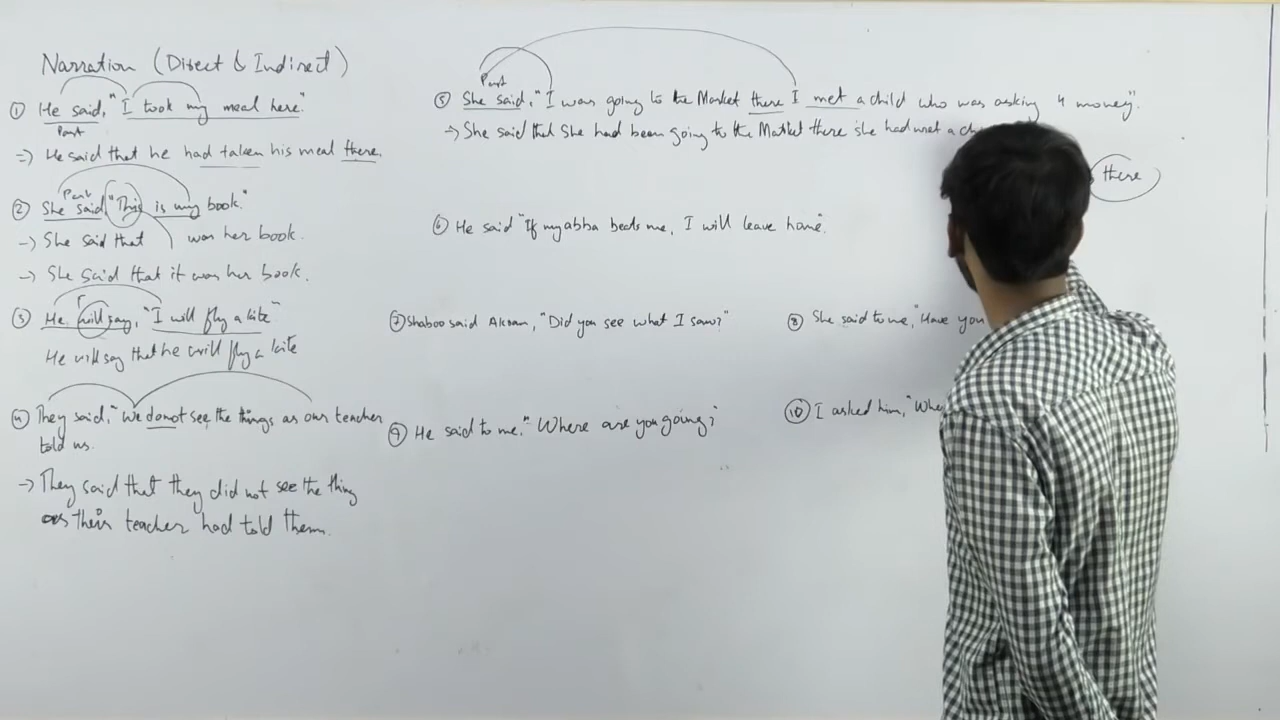 Narration (Direct & Indirect)
① He said, "I took my meal here."
Past
=> He said that he had taken his meal there.
Past
② She said "This is my book."
-> She said that was her book.
-> She said that it was her book.
③ He will say, "I will fly a kite"
He will say that he will fly a kite
④ They said, "We do not see the things as our teacher
told us.
-> They said that they did not see the thing
as their teacher had told them.
Past
⑤ She said, "I was going to the Market there I met a child who was asking 4 money".
-> She said that She had been going to the Market there she had met a
there
⑥ He said "If my abba beats me, I will leave home".
⑦ Shaboo said Akram, "Did you see what I saw?"
⑧ She said to me, "Have you
⑨ He said to me, "Where are you going?
⑩ I asked him,